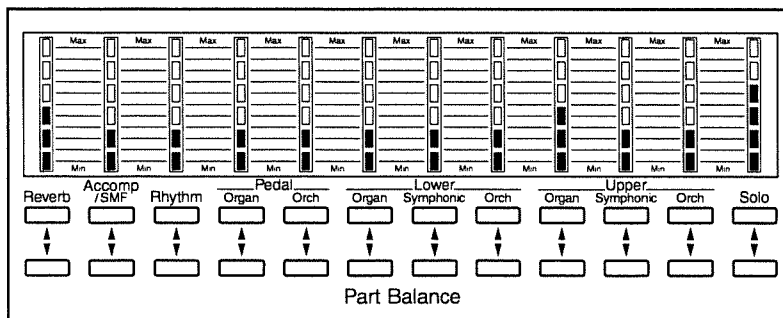 Max Max Max Max Max Max Max Max Max Max Max
Min Min Min Min Min Min Min Min Min Min Min
Pedal Lower Upper
Reverb Accomp /SMF Rhythm Organ Orch Organ Symphonic Orch Organ Symphonic Orch Solo
Part Balance